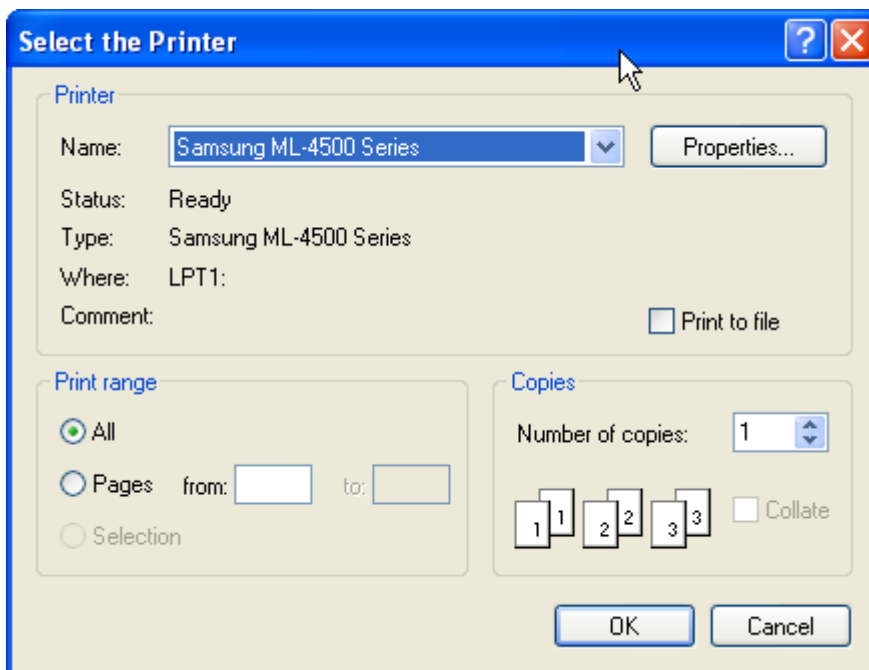 Select the Printer
Printer
Name: Samsung ML-4500 Series Properties...
Status: Ready
Type: Samsung ML-4500 Series
Where: LPT1:
Comment: Print to file
Print range
All
Pages from: to:
Selection
Copies
Number of copies: 1
1 1 2 2 3 3 Collate
OK Cancel